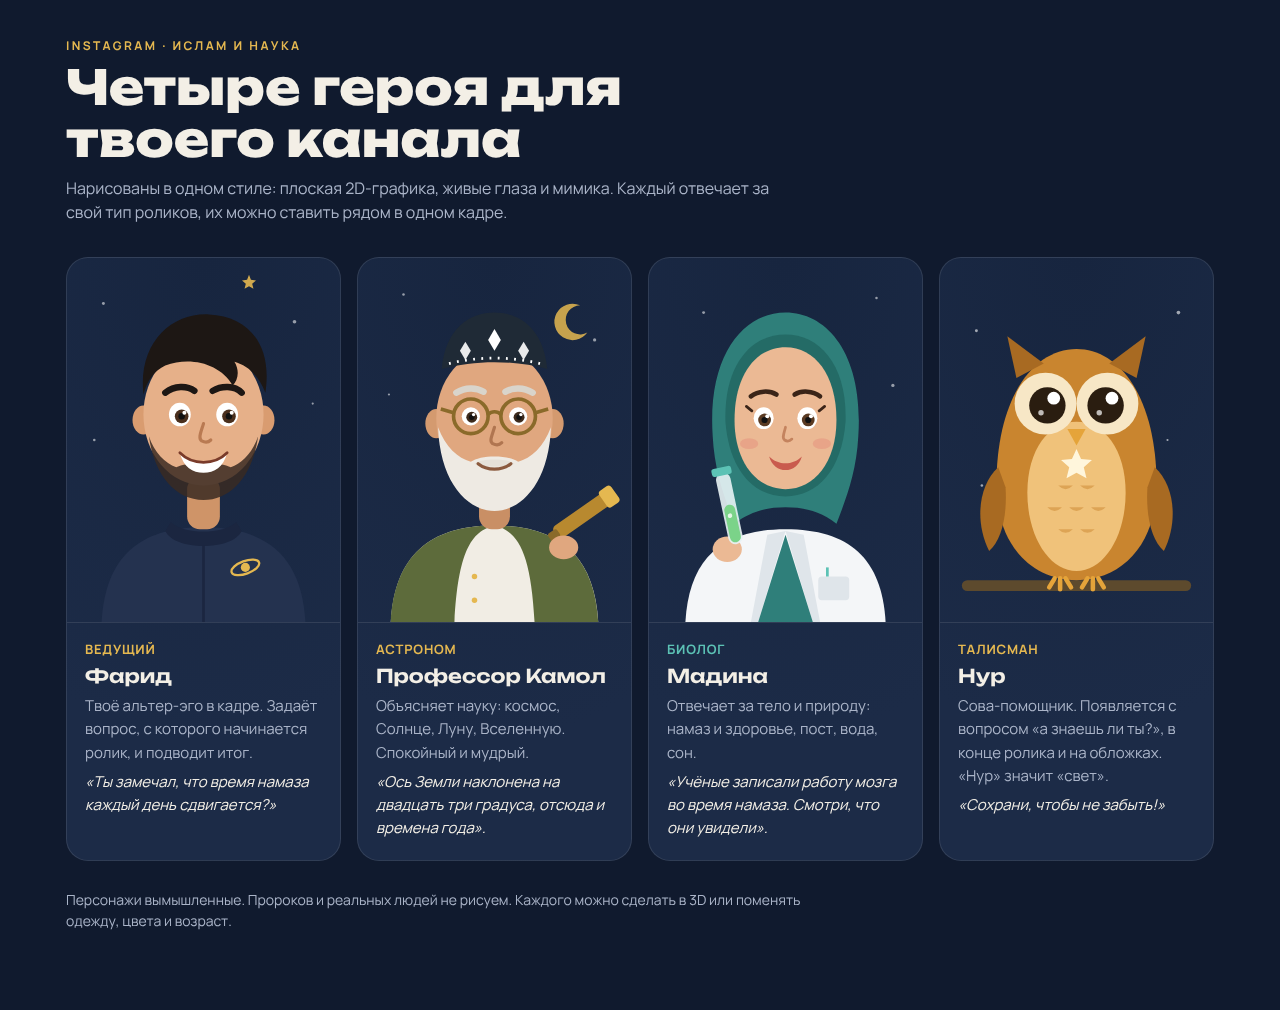 INSTAGRAM · ИСЛАМ И НАУКА
Четыре героя для
твоего канала
Нарисованы в одном стиле: плоская 2D-графика, живые глаза и мимика. Каждый отвечает за
свой тип роликов, их можно ставить рядом в одном кадре.
ВЕДУЩИЙ
Фарид
Твоё альтер-эго в кадре. Задаёт
вопрос, с которого начинается
ролик, и подводит итог.
«Ты замечал, что время намаза
каждый день сдвигается?»
АСТРОНОМ
Профессор Камол
Объясняет науку: космос,
Солнце, Луну, Вселенную.
Спокойный и мудрый.
«Ось Земли наклонена на
двадцать три градуса, отсюда и
времена года».
БИОЛОГ
Мадина
Отвечает за тело и природу:
намаз и здоровье, пост, вода,
сон.
«Учёные записали работу мозга
во время намаза. Смотри, что
они увидели».
ТАЛИСМАН
Нур
Сова-помощник. Появляется с
вопросом «а знаешь ли ты?», в
конце ролика и на обложках.
«Нур» значит «свет».
«Сохрани, чтобы не забыть!»
Персонажи вымышленные. Пророков и реальных людей не рисуем. Каждого можно сделать в 3D или поменять
одежду, цвета и возраст.